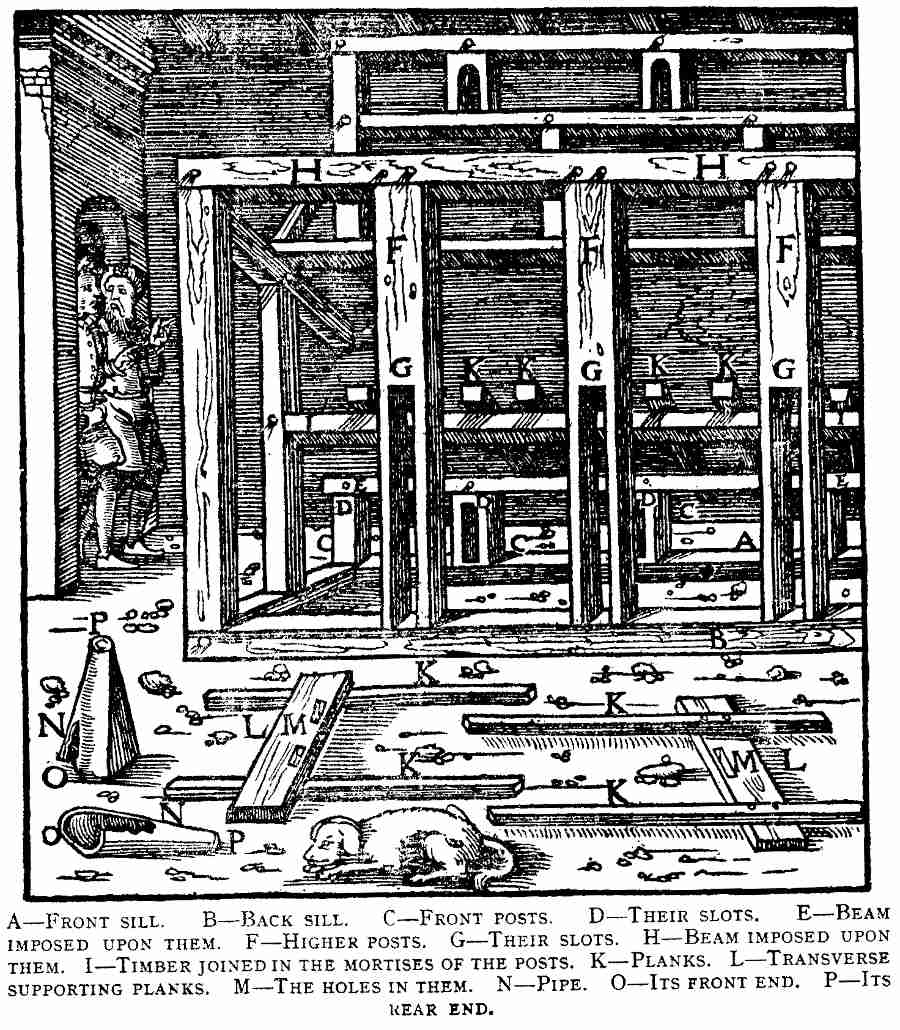 H H
F F F
G K K G K K G
I
D E D D E
C C C A
B
P
K
N L M K
O K M L
N K
O P
A—FRONT SILL. B—BACK SILL. C—FRONT POSTS. D—THEIR SLOTS. E—BEAM
IMPOSED UPON THEM. F—HIGHER POSTS. G—THEIR SLOTS. H—BEAM IMPOSED UPON
THEM. I—TIMBER JOINED IN THE MORTISES OF THE POSTS. K—PLANKS. L—TRANSVERSE
SUPPORTING PLANKS. M—THE HOLES IN THEM. N—PIPE. O—ITS FRONT END. P—ITS
REAR END.